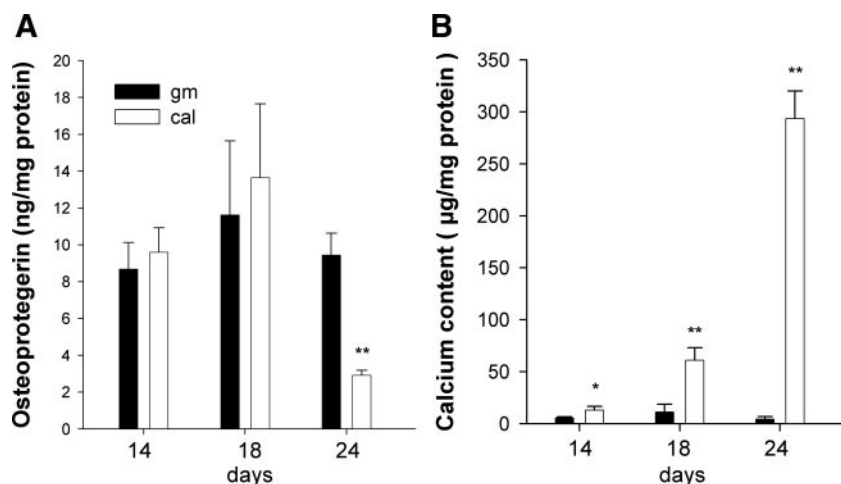 A
Osteoprotegerin (ng/mg protein)
20
18
16
14
12
10
8
6
4
2
0
gm
cal
**
14 18 24
days
B
Calcium content ( µg/mg protein )
350
300
250
200
150
100
50
0
*
**
**
14 18 24
days